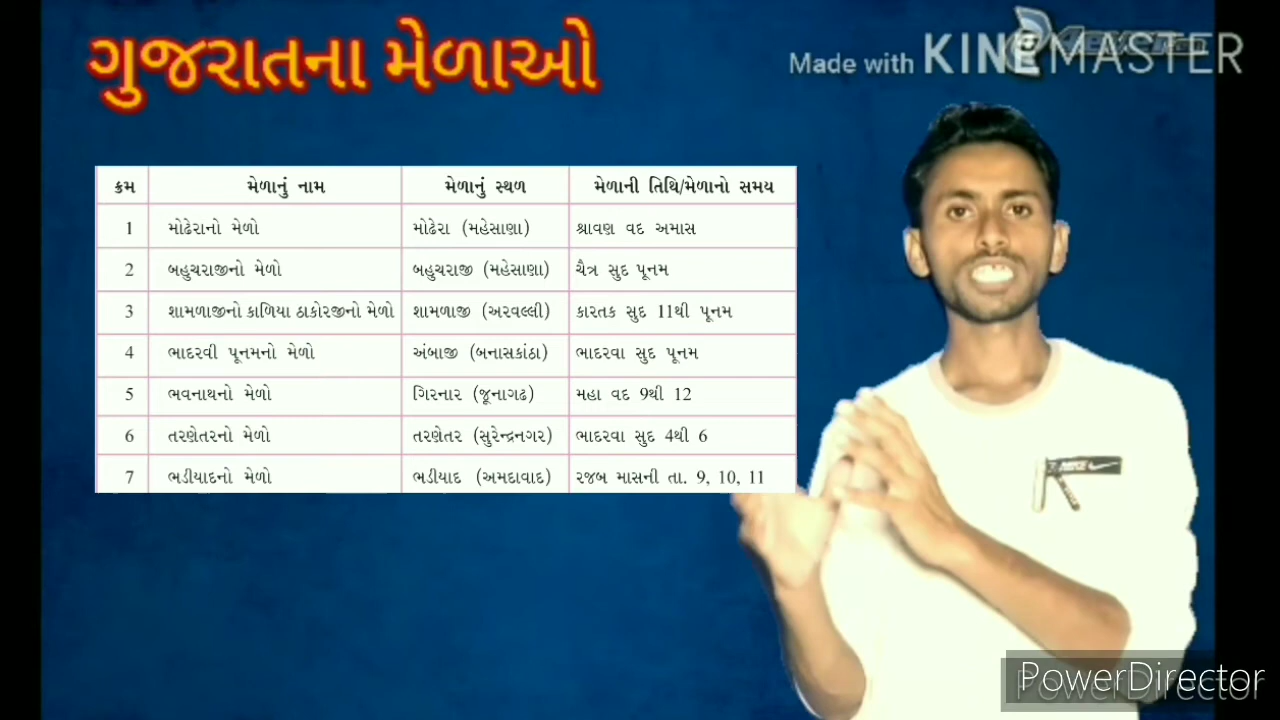 ગુજરાતના મેળાઓ
Made with KINEMASTER
ક્રમ મેળાનું નામ મેળાનું સ્થળ મેળાની તિથિ/મેળાનો સમય
1 મોઢેરાનો મેળો મોઢેરા (મહેસાણા) શ્રાવણ વદ અમાસ
2 બહુચરાજીનો મેળો બહુચરાજી (મહેસાણા) ચૈત્ર સુદ પૂનમ
3 શામળાજીનો કાળિયા ઠાકોરજીનો મેળો શામળાજી (અરવલ્લી) કારતક સુદ 11થી પૂનમ
4 ભાદરવી પૂનમનો મેળો અંબાજી (બનાસકાંઠા) ભાદરવા સુદ પૂનમ
5 ભવનાથનો મેળો ગિરનાર (જૂનાગઢ) મહા વદ 9થી 12
6 તરણેતરનો મેળો તરણેતર (સુરેન્દ્રનગર) ભાદરવા સુદ 4થી 6
7 ભડીયાદનો મેળો ભડીયાદ (અમદાવાદ) રજબ માસની તા. 9, 10, 11
NIKE
PowerDirector